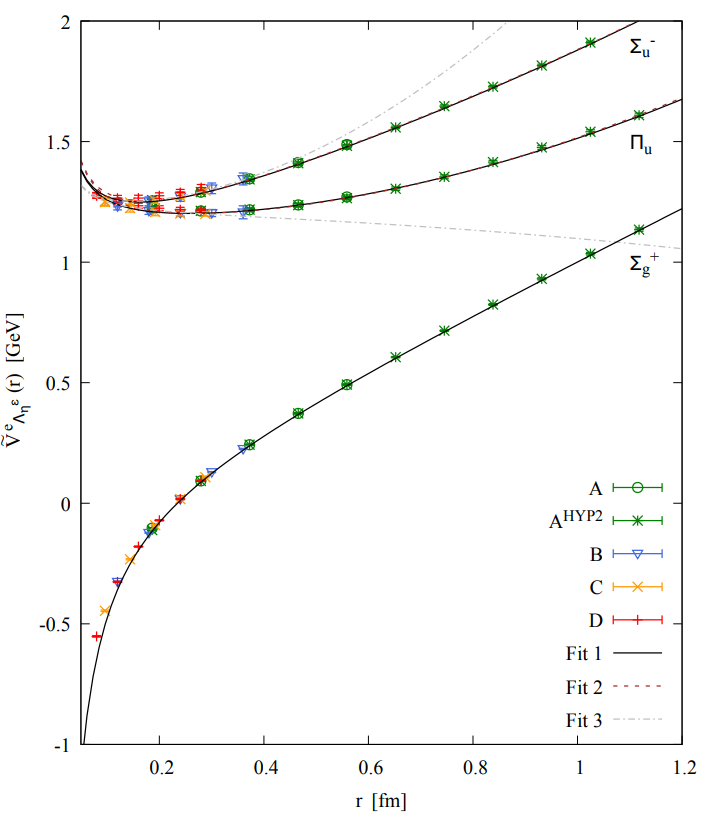 2
1.5
1
0.5
0
-0.5
-1
0.2
0.4
0.6
0.8
1
1.2
r [fm]
Ṽᵉ_Ληᵋ (r) [GeV]
Σu⁻
Πu
Σg⁺
A
A^HYP2
B
C
D
Fit 1
Fit 2
Fit 3